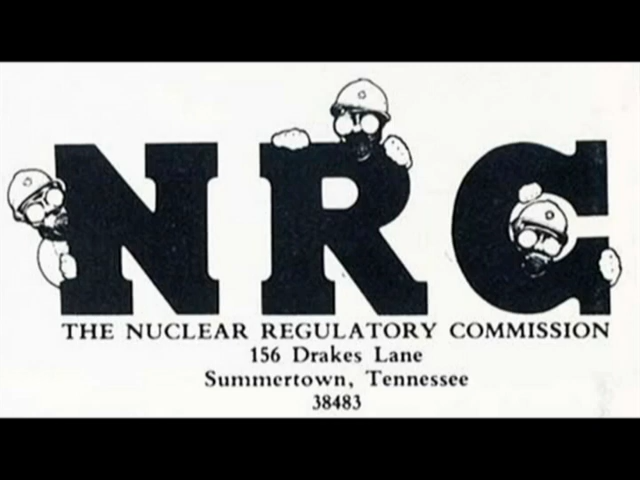 NRC
THE NUCLEAR REGULATORY COMMISSION
156 Drakes Lane
Summertown, Tennessee
38483